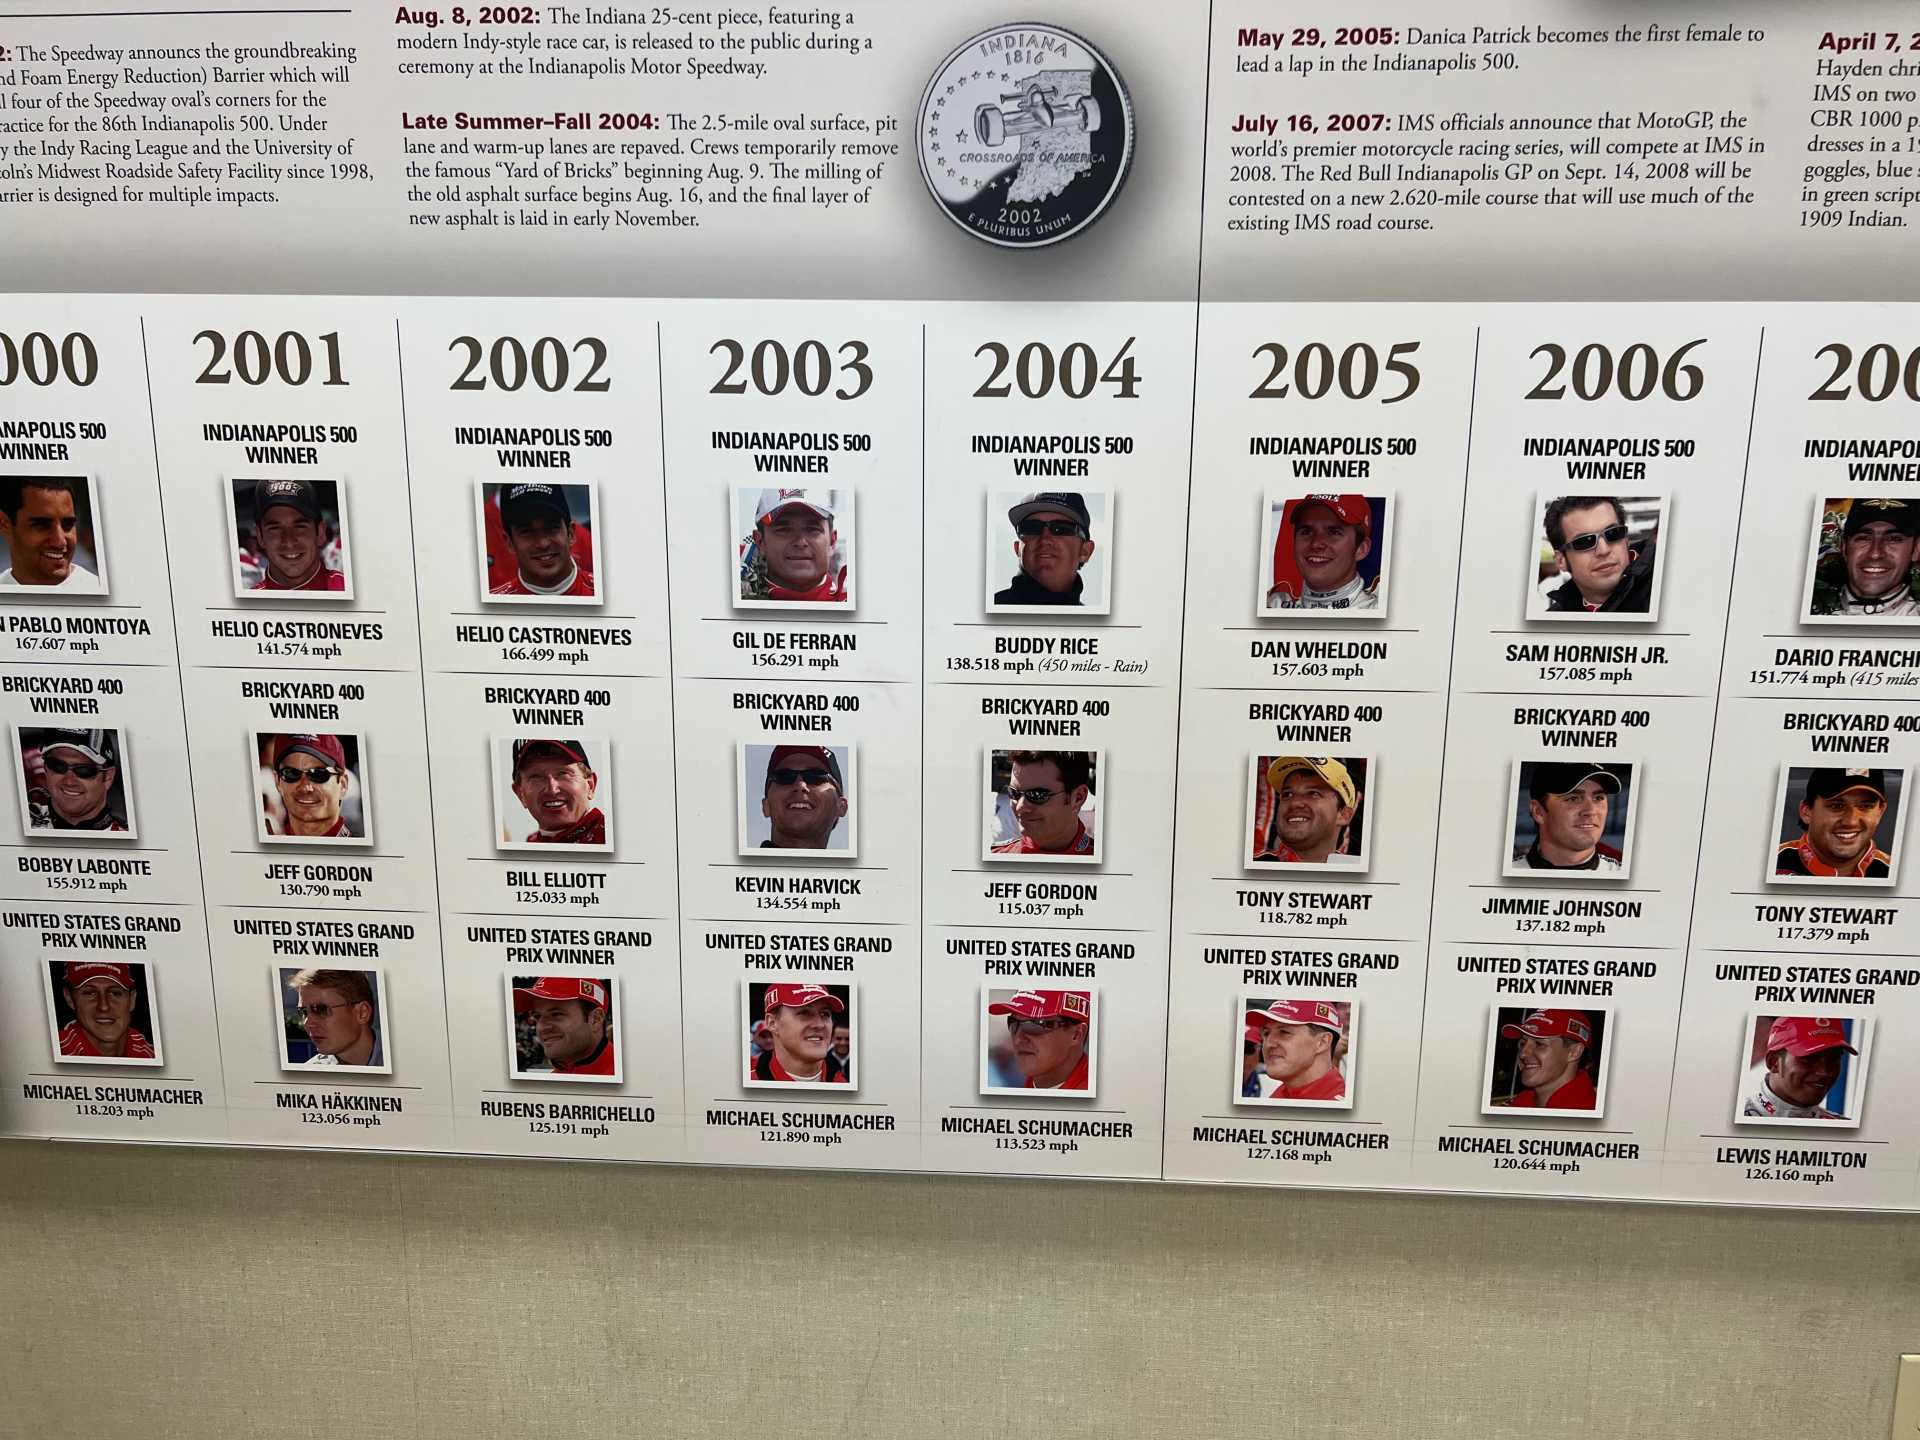 2: The Speedway announcs the groundbreaking
nd Foam Energy Reduction) Barrier which will
ll four of the Speedway oval's corners for the
ractice for the 86th Indianapolis 500. Under
y the Indy Racing League and the University of
coln's Midwest Roadside Safety Facility since 1998,
arrier is designed for multiple impacts.
Aug. 8, 2002: The Indiana 25-cent piece, featuring a
modern Indy-style race car, is released to the public during a
ceremony at the Indianapolis Motor Speedway.
Late Summer–Fall 2004: The 2.5-mile oval surface, pit
lane and warm-up lanes are repaved. Crews temporarily remove
the famous "Yard of Bricks" beginning Aug. 9. The milling of
the old asphalt surface begins Aug. 16, and the final layer of
new asphalt is laid in early November.
INDIANA
1816
CROSSROADS OF AMERICA
2002
E PLURIBUS UNUM
May 29, 2005: Danica Patrick becomes the first female to
lead a lap in the Indianapolis 500.
July 16, 2007: IMS officials announce that MotoGP, the
world's premier motorcycle racing series, will compete at IMS in
2008. The Red Bull Indianapolis GP on Sept. 14, 2008 will be
contested on a new 2.620-mile course that will use much of the
existing IMS road course.
April 7, 2
Hayden chri
IMS on two
CBR 1000 p
dresses in a 19
goggles, blue s
in green script
1909 Indian.
000
NAPOLIS 500
WINNER
N PABLO MONTOYA
167.607 mph
BRICKYARD 400
WINNER
BOBBY LABONTE
155.912 mph
UNITED STATES GRAND
PRIX WINNER
MICHAEL SCHUMACHER
118.203 mph
2001
INDIANAPOLIS 500
WINNER
HELIO CASTRONEVES
141.574 mph
BRICKYARD 400
WINNER
JEFF GORDON
130.790 mph
UNITED STATES GRAND
PRIX WINNER
MIKA HÄKKINEN
123.056 mph
2002
INDIANAPOLIS 500
WINNER
Marlboro
HELIO CASTRONEVES
166.499 mph
BRICKYARD 400
WINNER
BILL ELLIOTT
125.033 mph
UNITED STATES GRAND
PRIX WINNER
RUBENS BARRICHELLO
125.191 mph
2003
INDIANAPOLIS 500
WINNER
GIL DE FERRAN
156.291 mph
BRICKYARD 400
WINNER
KEVIN HARVICK
134.554 mph
UNITED STATES GRAND
PRIX WINNER
MICHAEL SCHUMACHER
121.890 mph
2004
INDIANAPOLIS 500
WINNER
BUDDY RICE
138.518 mph (450 miles - Rain)
BRICKYARD 400
WINNER
JEFF GORDON
115.037 mph
UNITED STATES GRAND
PRIX WINNER
MICHAEL SCHUMACHER
113.523 mph
2005
INDIANAPOLIS 500
WINNER
DAN WHELDON
157.603 mph
BRICKYARD 400
WINNER
TONY STEWART
118.782 mph
UNITED STATES GRAND
PRIX WINNER
MICHAEL SCHUMACHER
127.168 mph
2006
INDIANAPOLIS 500
WINNER
SAM HORNISH JR.
157.085 mph
BRICKYARD 400
WINNER
JIMMIE JOHNSON
137.182 mph
UNITED STATES GRAND
PRIX WINNER
MICHAEL SCHUMACHER
120.644 mph
200
INDIANAPOL
WINNE
DARIO FRANCHI
151.774 mph (415 miles
BRICKYARD 400
WINNER
TONY STEWART
117.379 mph
UNITED STATES GRAND
PRIX WINNER
vodafone
FedEx
LEWIS HAMILTON
126.160 mph